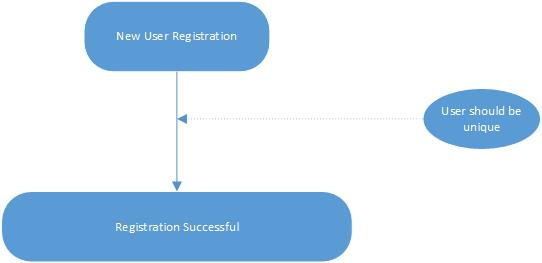 New User Registration
User should be
unique
Registration Successful